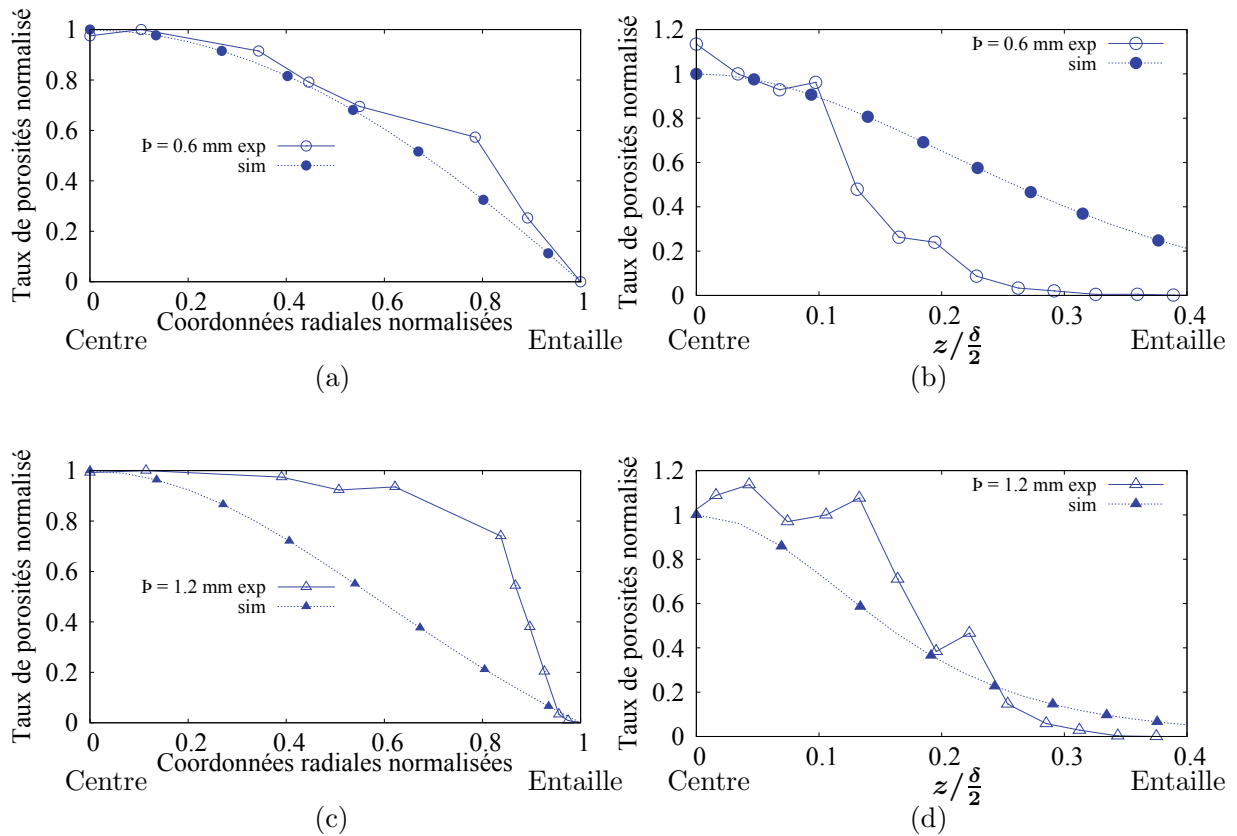 Taux de porosités normalisé
1
0.8
0.6
0.4
0.2
0
Þ = 0.6 mm exp
sim
0 0.2 0.4 0.6 0.8 1
Coordonnées radiales normalisées
Centre Entaille
(a)
Taux de porosités normalisé
1.2
1
0.8
0.6
0.4
0.2
0
Þ = 0.6 mm exp
sim
0 0.1 0.2 0.3 0.4
Centre z/δ/2 Entaille
(b)
Taux de porosités normalisé
1
0.8
0.6
0.4
0.2
0
Þ = 1.2 mm exp
sim
0 0.2 0.4 0.6 0.8 1
Coordonnées radiales normalisées
Centre Entaille
(c)
Taux de porosités normalisé
1.2
1
0.8
0.6
0.4
0.2
0
Þ = 1.2 mm exp
sim
0 0.1 0.2 0.3 0.4
Centre z/δ/2 Entaille
(d)